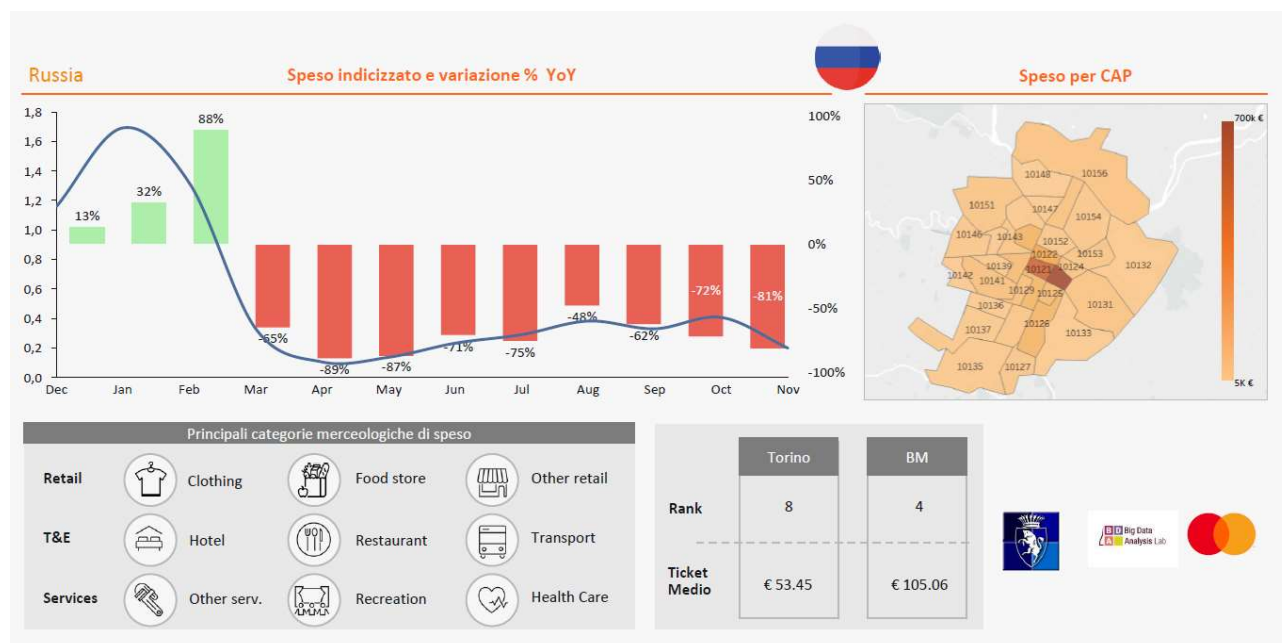 Russia
Speso indicizzato e variazione % YoY
1,8
1,6
1,4
1,2
1,0
0,8
0,6
0,4
0,2
0,0
13%
32%
88%
-65%
-89%
-87%
-71%
-75%
-48%
-62%
-72%
-81%
100%
50%
0%
-50%
-100%
Dec Jan Feb Mar Apr May Jun Jul Aug Sep Oct Nov
Speso per CAP
700k €
5K €
10148 10156
10151 10147 10154
10146 10143 10152
10122 10153
10139 10121 10124 10132
10142 10141
10129 10125
10136 10131
10137 10126 10133
10135 10127
Principali categorie merceologiche di speso
Retail Clothing Food store Other retail
T&E Hotel Restaurant Transport
Services Other serv. Recreation Health Care
Torino BM
Rank 8 4
Ticket
Medio € 53.45 € 105.06
B D Big Data
A Analysis Lab